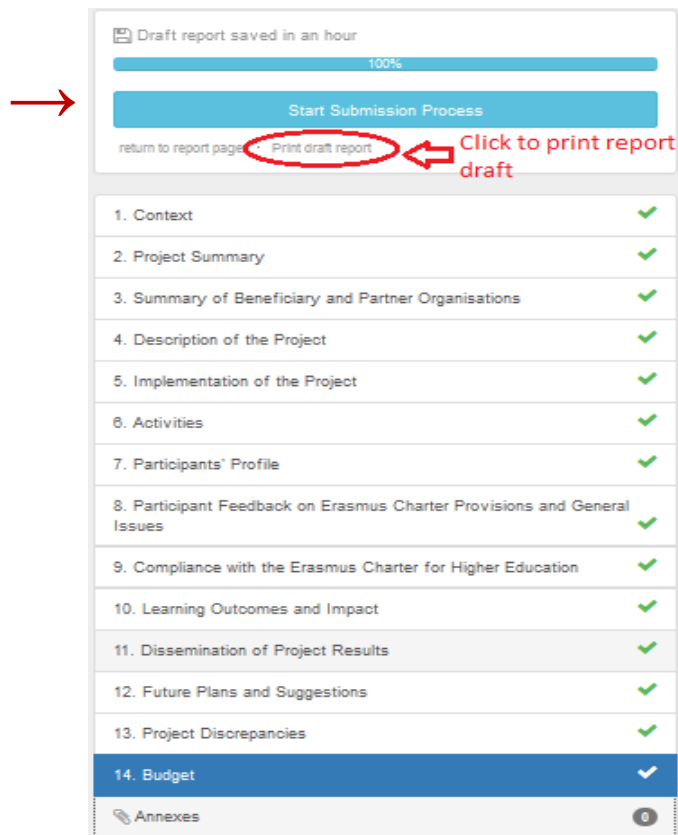 Draft report saved in an hour
100%
Start Submission Process
return to report page · Print draft report
Click to print report
draft
1. Context
2. Project Summary
3. Summary of Beneficiary and Partner Organisations
4. Description of the Project
5. Implementation of the Project
6. Activities
7. Participants' Profile
8. Participant Feedback on Erasmus Charter Provisions and General
Issues
9. Compliance with the Erasmus Charter for Higher Education
10. Learning Outcomes and Impact
11. Dissemination of Project Results
12. Future Plans and Suggestions
13. Project Discrepancies
14. Budget
Annexes 0